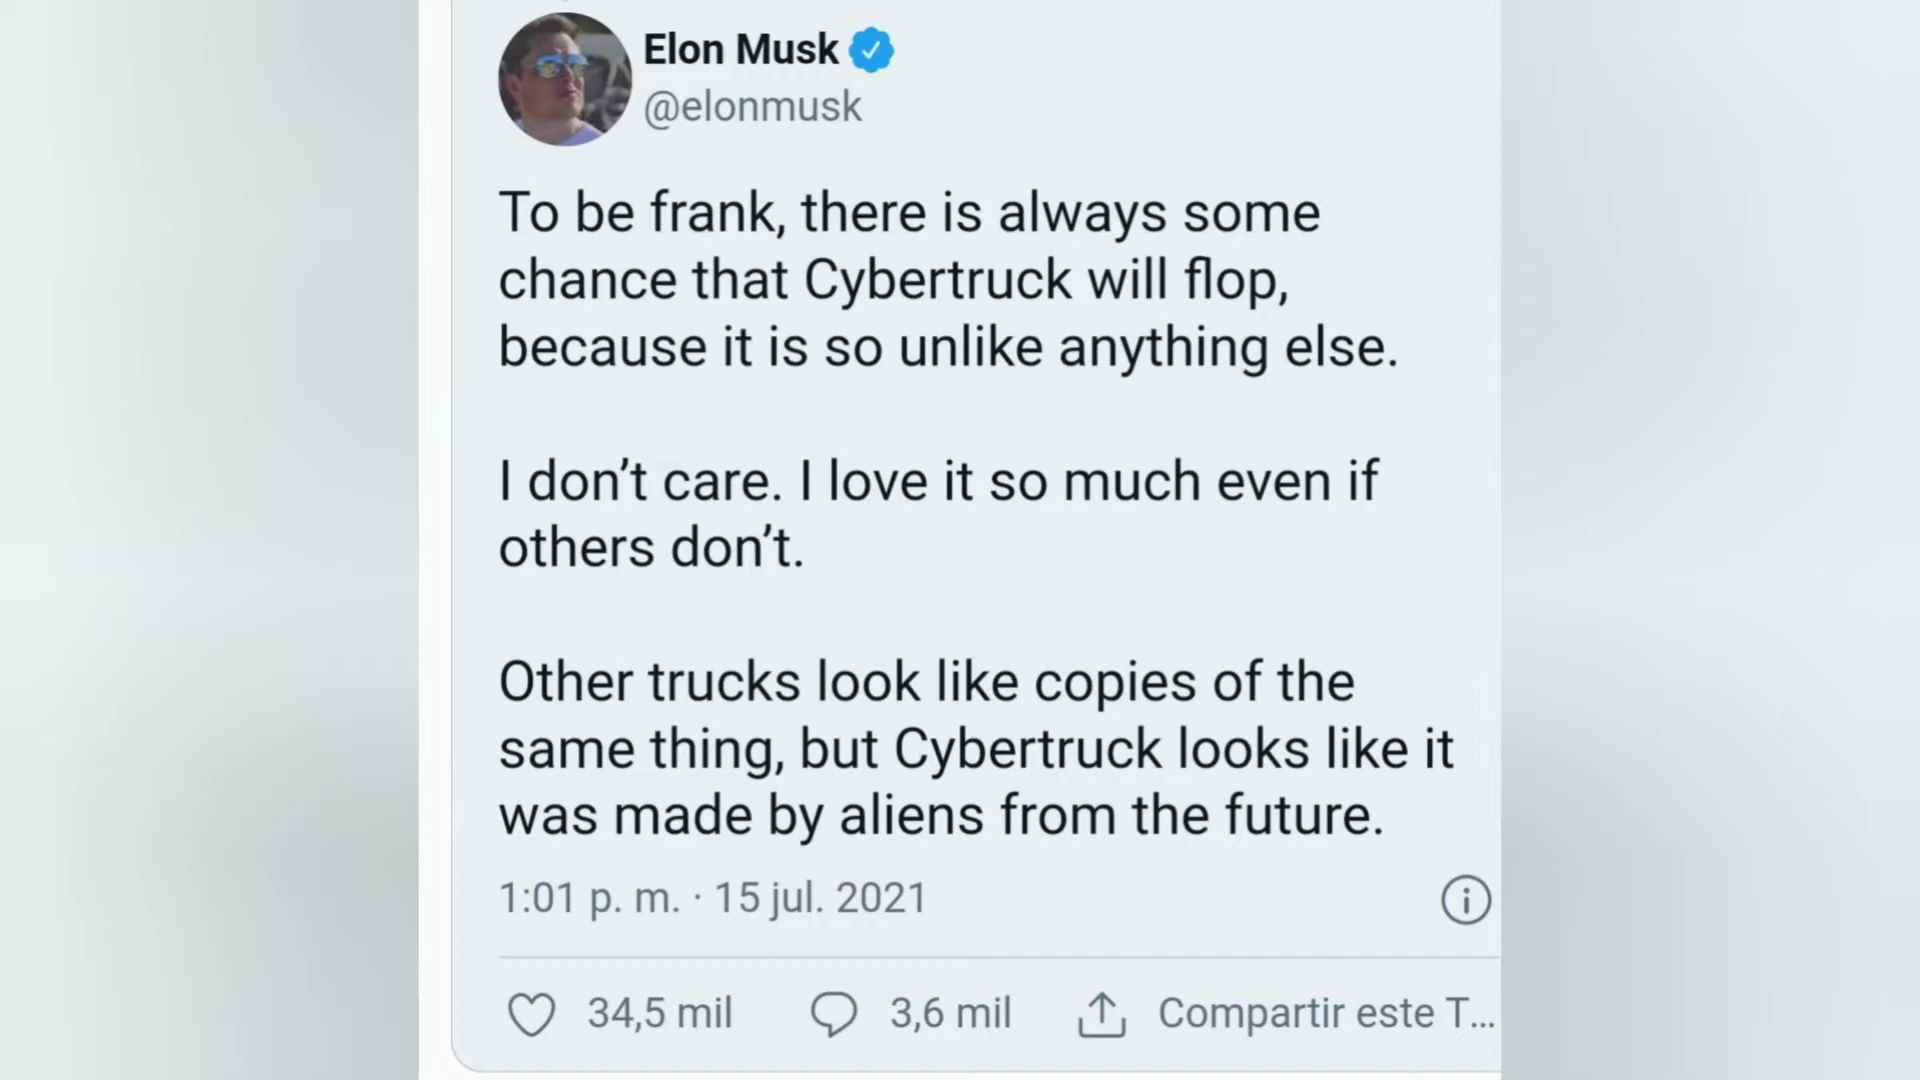 Elon Musk
@elonmusk
To be frank, there is always some
chance that Cybertruck will flop,
because it is so unlike anything else.
I don’t care. I love it so much even if
others don’t.
Other trucks look like copies of the
same thing, but Cybertruck looks like it
was made by aliens from the future.
1:01 p. m. · 15 jul. 2021
34,5 mil 3,6 mil Compartir este T...